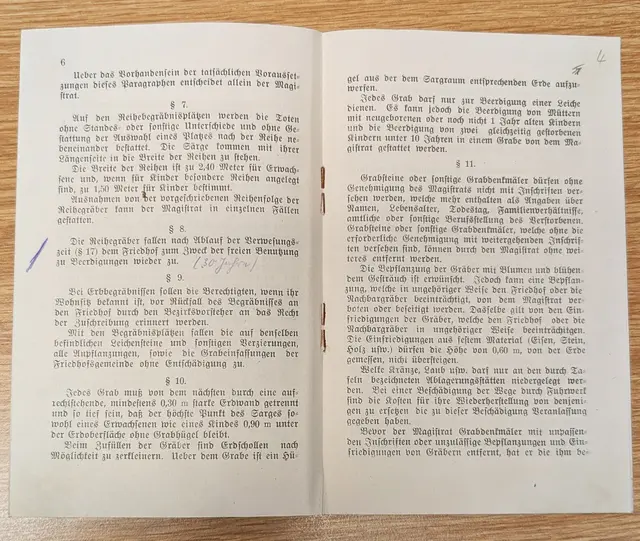 6
Ueber das Vorhandensein der tatsächlichen Vorausset-
zungen dieses Paragraphen entscheidet allein der Magi-
strat.
§ 7.
Auf den Reihebegräbnisplätzen werden die Toten
ohne Standes- oder sonstige Unterschiede und ohne Ge-
stattung der Auswahl eines Platzes nach der Reihe ne-
beneinander bestattet. Die Särge kommen mit ihrer
Längenseite in die Breite der Reihen zu stehen.
Die Breite der Reihen ist zu 2,40 Meter für Erwach-
sene und, wenn für Kinder besondere Reihen angelegt
sind, zu 1,50 Meter für Kinder bestimmt.
Ausnahmen von der vorgeschriebenen Reihenfolge der
Reihegräber kann der Magistrat in einzelnen Fällen
gestatten.
§ 8.
Die Reihegräber fallen nach Ablauf der Verwesungs-
zeit (§ 17) dem Friedhof zum Zweck der freien Benutzung
zu Beerdigungen wieder zu. (30 Jahre)
§ 9.
Bei Erbbegräbnissen sollen die Berechtigten, wenn ihr
Wohnsitz bekannt ist, vor Rückfall des Begräbnisses an
den Friedhof durch den Bezirksvorsteher an das Recht
der Zuschreibung erinnert werden.
Mit den Begräbnisplätzen fallen die auf denselben
befindlichen Leichensteine und sonstigen Verzierungen,
alle Aupflanzungen, sowie die Grabeinfassungen der
Friedhofsgemeinde ohne Entschädigung zu.
§ 10.
Jedes Grab muß von dem nächsten durch eine auf-
rechtstehende, mindestens 0,30 m starke Erdwand getrennt
und so tief sein, daß der höchste Punkt des Sarges so-
wohl eines Erwachsenen wie eines Kindes 0,90 m unter
der Erdoberfläche ohne Grabhügel bleibt.
Beim Zufüllen der Gräber sind Erdschollen nach
Möglichkeit zu zerkleinern. Ueber dem Grabe ist ein Hü-
4
gel aus der dem Sargraum entsprechenden Erde aufzu-
werfen.
Jedes Grab darf nur zur Beerdigung einer Leiche
dienen. Es kann jedoch die Beerdigung von Müttern
mit neugeborenen oder noch nicht 1 Jahr alten Kindern
und die Beerdigung von zwei gleichzeitig gestorbenen
Kindern unter 10 Jahren in einem Grabe von dem Ma-
gistrat gestattet werden.
§ 11.
Grabsteine oder sonstige Grabdenkmäler dürfen ohne
Genehmigung des Magistrats nicht mit Inschriften ver-
sehen werden, welche mehr enthalten als Angaben über
Namen, Lebensalter, Todestag, Familienverhältnisse,
amtliche oder sonstige Berufsstellung des Verstorbenen.
Grabsteine oder sonstige Grabdenkmäler, welche ohne die
erforderliche Genehmigung mit weitergehenden Inschrif-
ten versehen sind, können durch den Magistrat ohne wei-
teres entfernt werden.
Die Bepflanzung der Gräber mit Blumen und blühen-
dem Gesträuch ist erwünscht. Jedoch kann eine Bepflan-
zung, welche in ungehöriger Weise den Friedhof oder die
Nachbargräber beeinträchtigt, von dem Magistrat ver-
boten oder beseitigt werden. Dasselbe gilt von den Ein-
friedigungen der Gräber, welche den Friedhof oder die
Nachbargräber in ungehöriger Weise beeinträchtigen.
Die Einfriedigungen aus festem Material (Eisen, Stein,
Holz usw.) dürfen die Höhe von 0,60 m, von der Erde
gemessen, nicht übersteigen.
Welke Kränze, Laub usw. darf nur an den durch Ta-
feln bezeichneten Ablagerungsstätten niedergelegt wer-
den. Bei einer Beschädigung der Wege durch Fuhrwerk
sind die Kosten für ihre Wiederherstellung von denjeni-
gen zu ersetzen die zu dieser Beschädigung Veranlassung
gegeben haben.
Bevor der Magistrat Grabdenkmäler mit unpassen-
den Inschriften oder unzulässige Bepflanzungen und Ein-
friedigungen von Gräbern entfernt, hat er die ihm be-